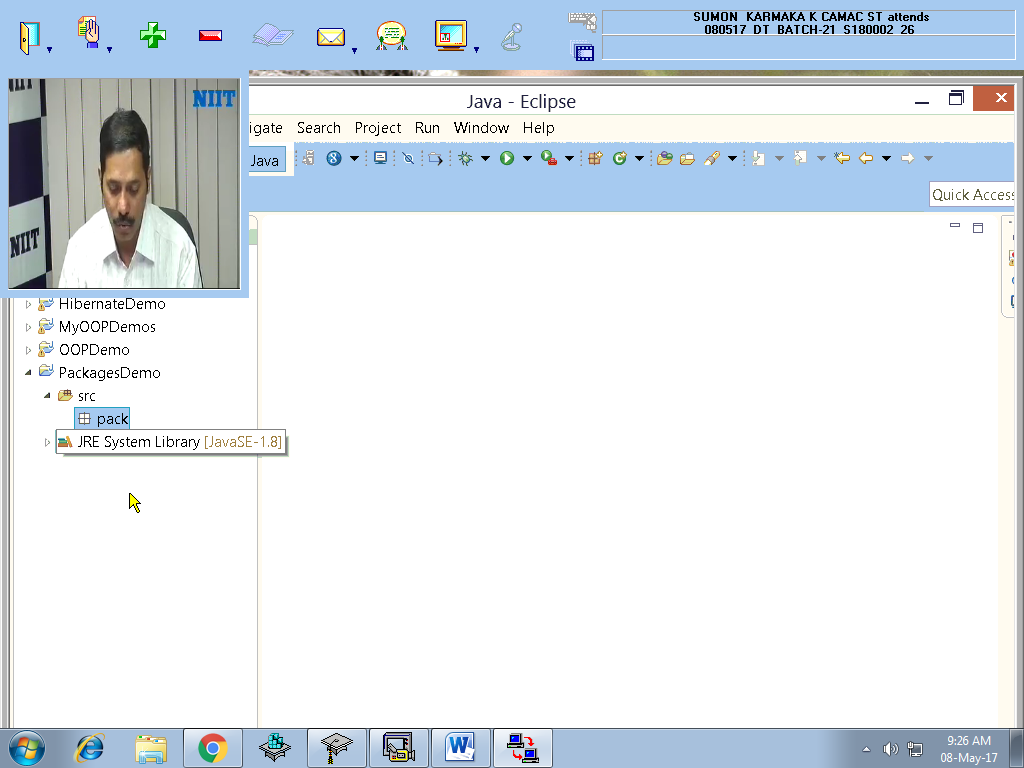 SUMON KARMAKA K CAMAC ST attends
080517 DT BATCH-21 S180002 26
NIIT
NIIT
Java - Eclipse
igate Search Project Run Window Help
Java
Quick Access
HibernateDemo
MyOOPDemos
OOPDemo
PackagesDemo
src
pack
JRE System Library [JavaSE-1.8]
9:26 AM
08-May-17